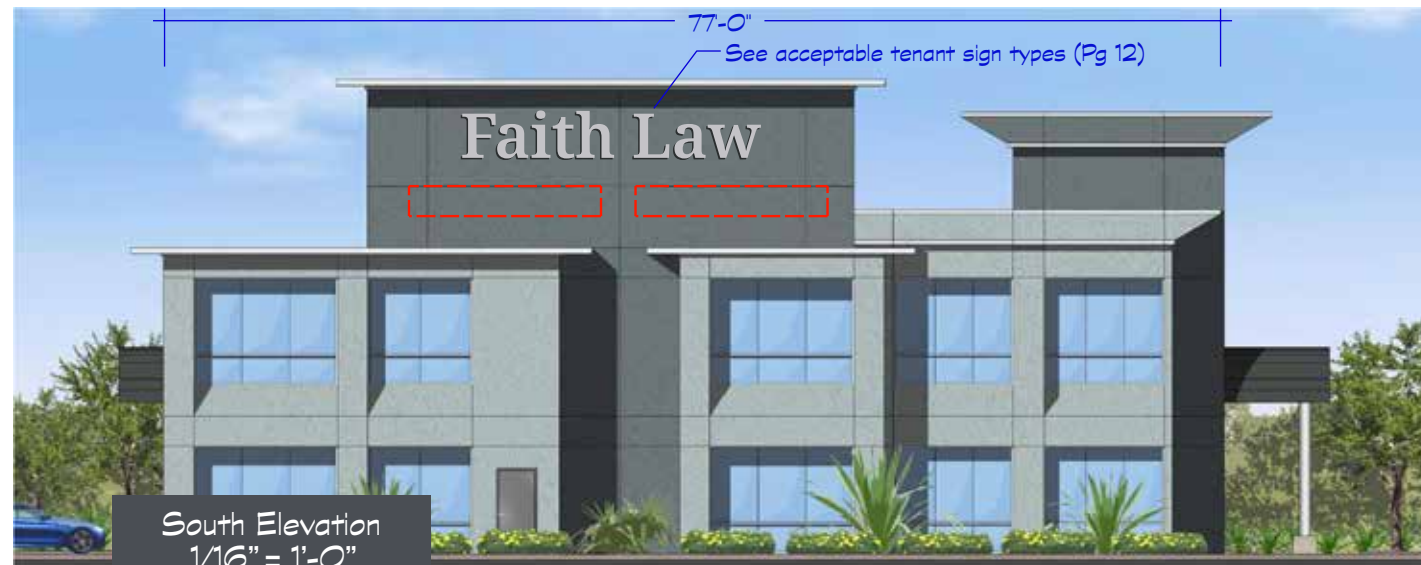 77'-0"
See acceptable tenant sign types (Pg 12)
Faith Law
South Elevation
1/16” = 1’-0”